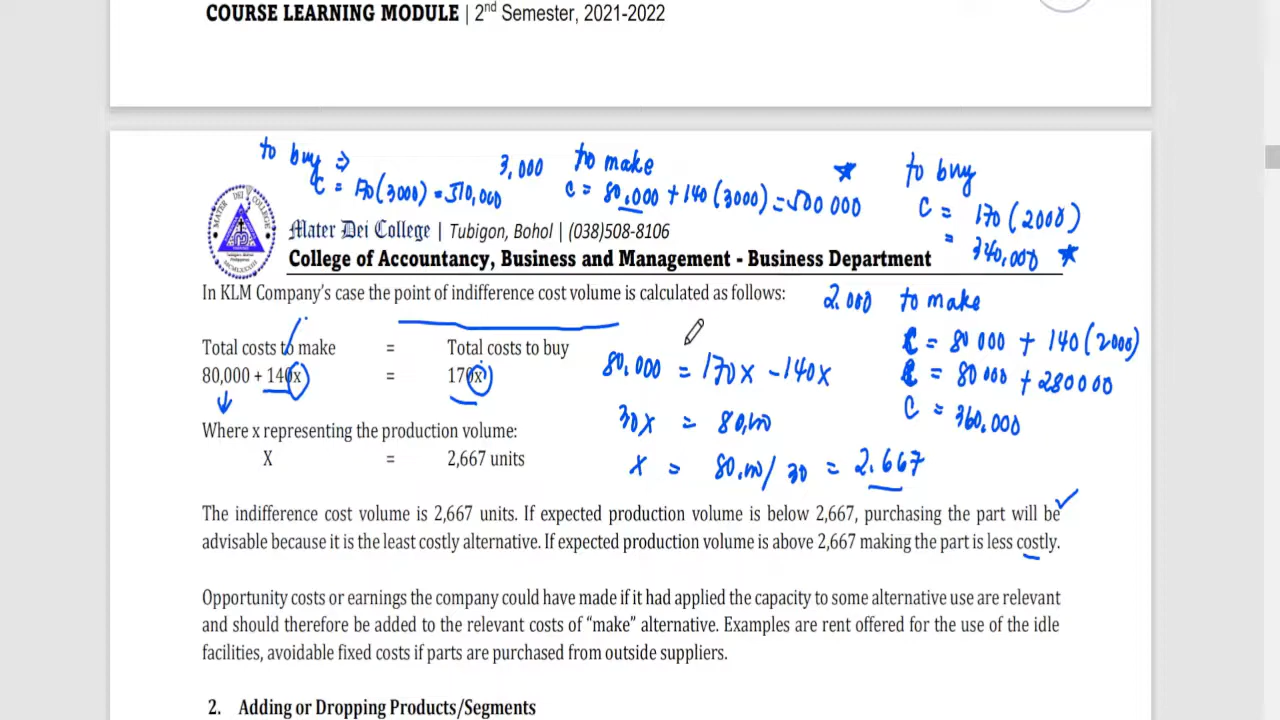 COURSE LEARNING MODULE | 2nd Semester, 2021-2022
to buy ⇒
C = 170(3000) = 510,000
3,000 to make
C = 80,000 + 140(3000) = 500 000
to buy
C = 170(2000)
= 340,000
Mater Dei College | Tubigon, Bohol | (038)508-8106
College of Accountancy, Business and Management - Business Department
MATER DEI COLLEGE
In KLM Company's case the point of indifference cost volume is calculated as follows:
2.000 to make
C = 80 000 + 140(2000)
C = 80 000 + 280000
C = 360.000
Total costs to make = Total costs to buy
80,000 + 140x = 170x
80.000 = 170X - 140X
30X = 80,000
X = 80,000/30 = 2.667
Where x representing the production volume:
X = 2,667 units
The indifference cost volume is 2,667 units. If expected production volume is below 2,667, purchasing the part will be
advisable because it is the least costly alternative. If expected production volume is above 2,667 making the part is less costly.
Opportunity costs or earnings the company could have made if it had applied the capacity to some alternative use are relevant
and should therefore be added to the relevant costs of “make” alternative. Examples are rent offered for the use of the idle
facilities, avoidable fixed costs if parts are purchased from outside suppliers.
2. Adding or Dropping Products/Segments